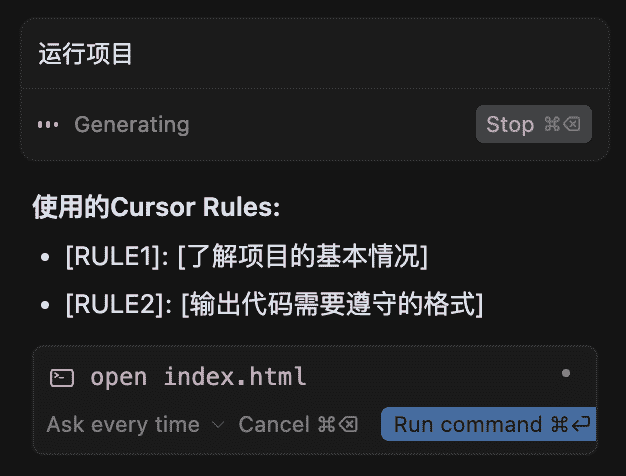 运行项目
Generating
Stop ⌘⌫
使用的Cursor Rules:
• [RULE1]: [了解项目的基本情况]
• [RULE2]: [输出代码需要遵守的格式]
open index.html
Ask every time Cancel ⌘⌫ Run command ⌘⏎